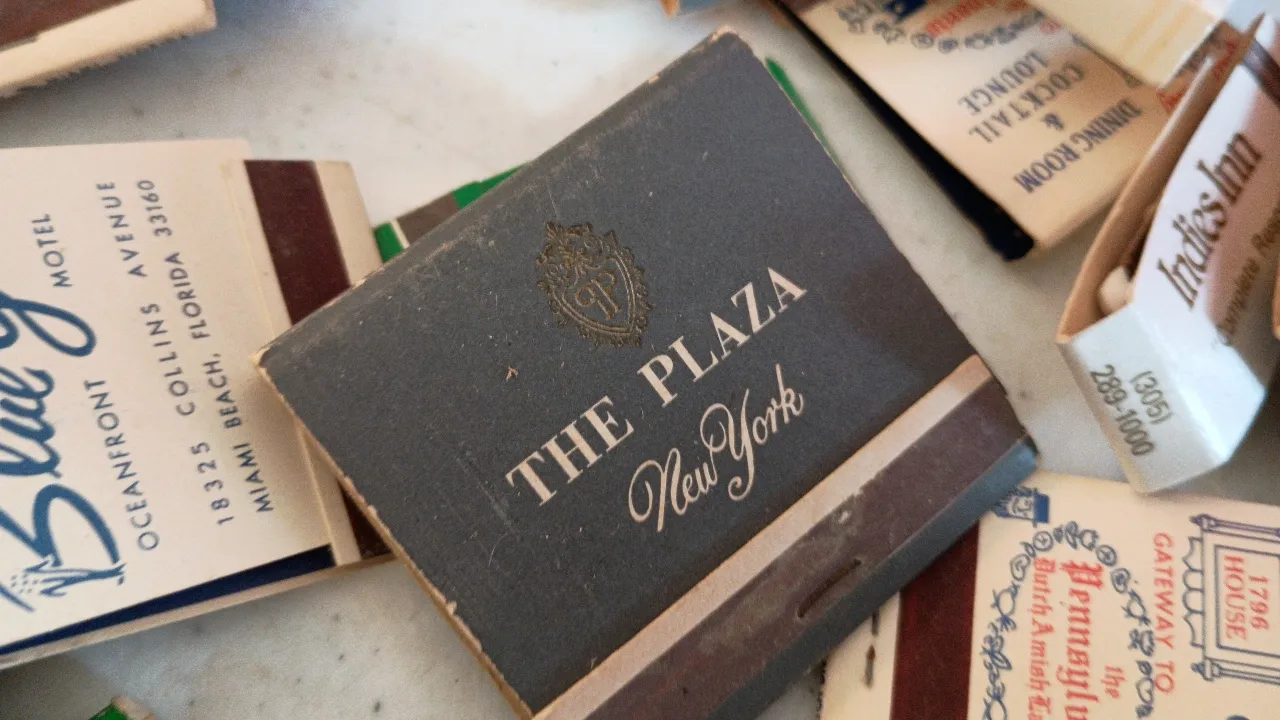 THE PLAZA
New York
Blue
MOTEL
OCEANFRONT
18325 COLLINS AVENUE
MIAMI BEACH, FLORIDA 33160
DINING ROOM
&
COCKTAIL
LOUNGE
Indies Inn
(305)
289-1000
1796
HOUSE
GATEWAY TO
the
Dutch Amish